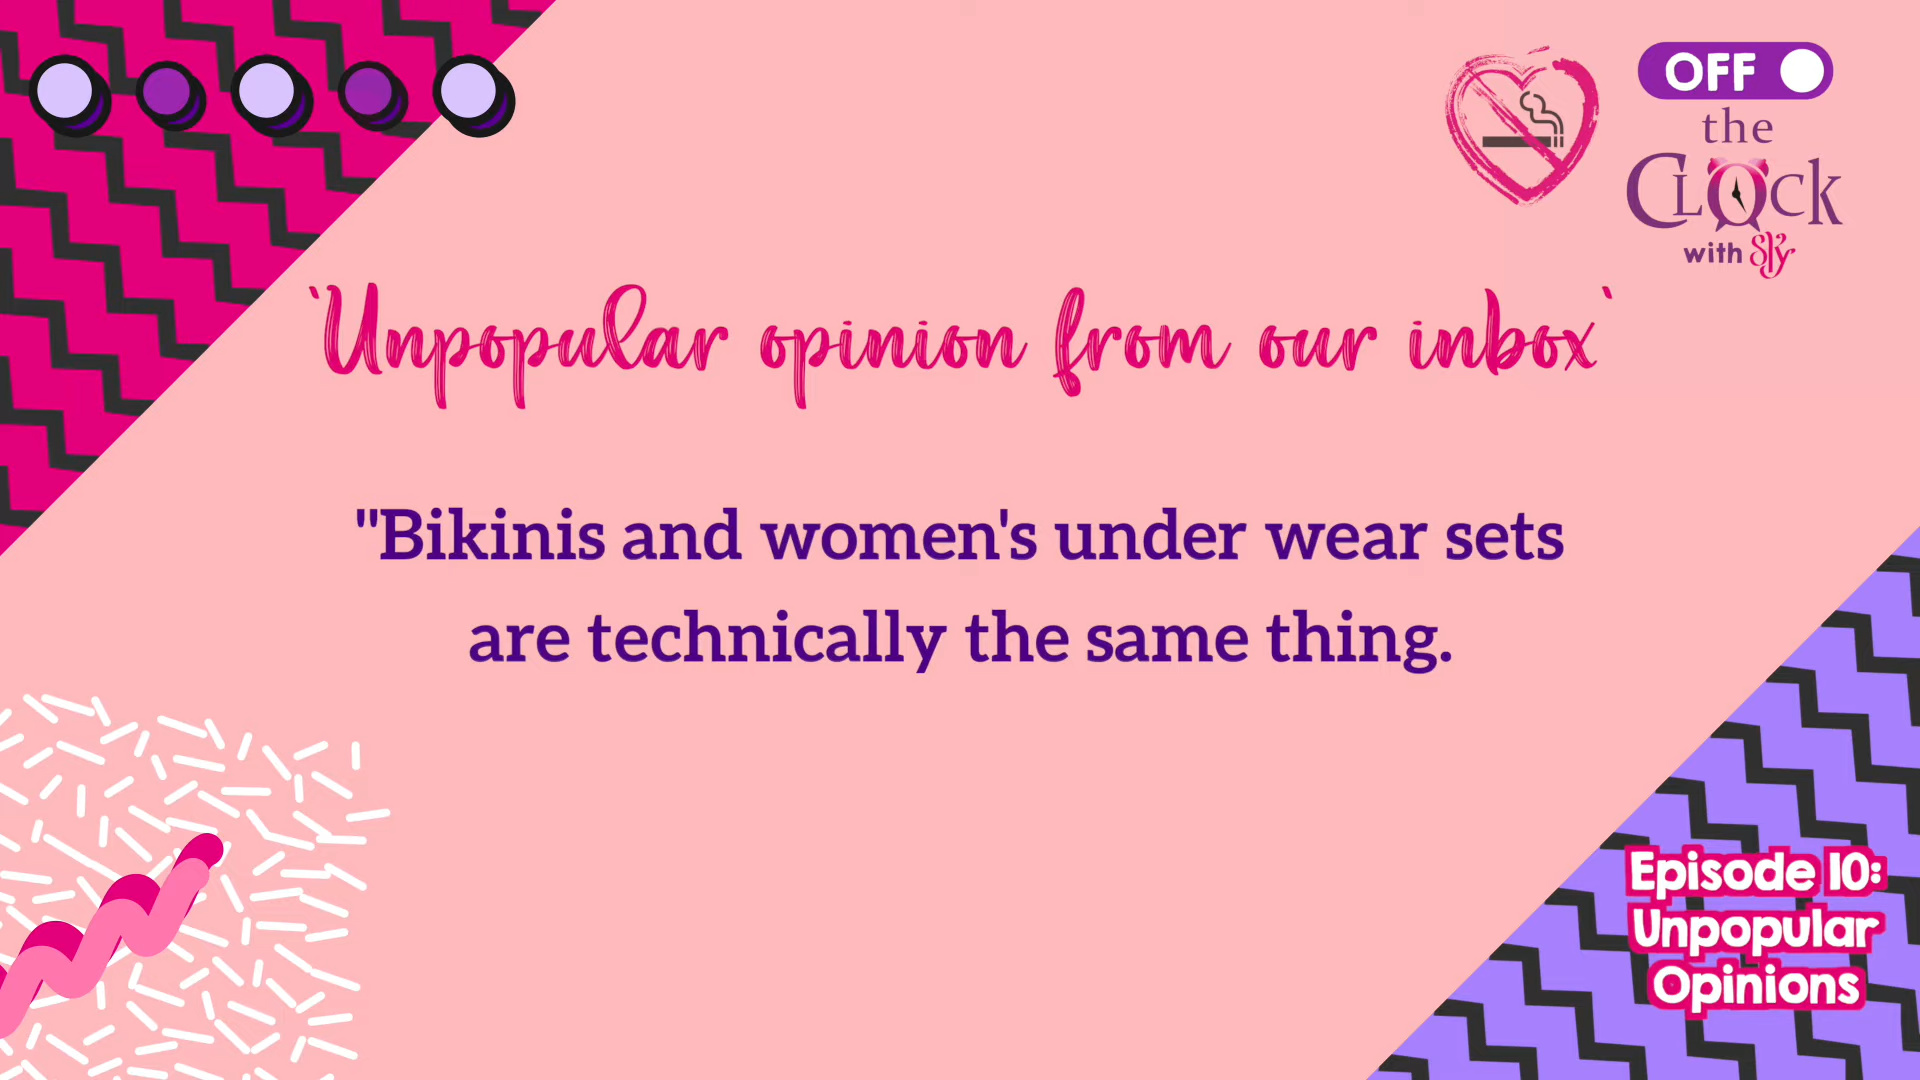 OFF
the
CLOCK
with Sly
`Unpopular opinion from our inbox`
"Bikinis and women's under wear sets
are technically the same thing.
Episode 10:
Unpopular
Opinions